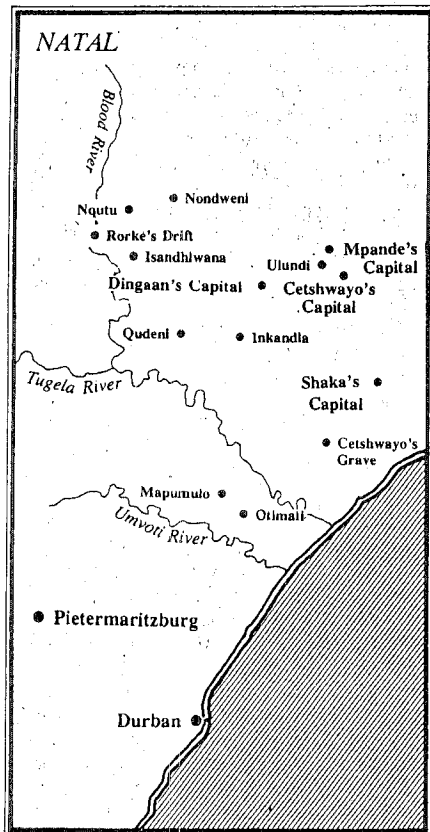 NATAL
Blood River
Nondweni
Nqutu
Rorke's Drift
Isandhlwana
Mpande's
Capital
Ulundi
Dingaan's Capital
Cetshwayo's
Capital
Qudeni
Inkandla
Tugela River
Shaka's
Capital
Cetshwayo's
Grave
Mapumulo
Otimati
Umvoti River
Pietermaritzburg
Durban